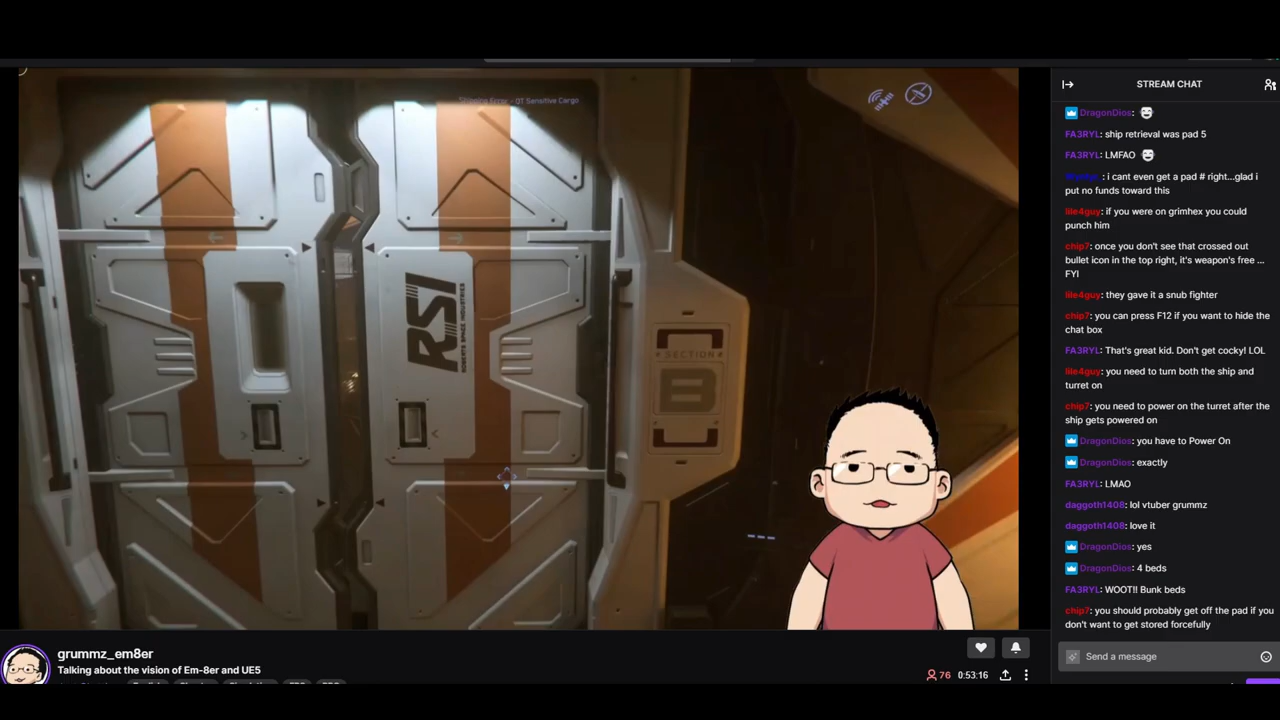 Shipping Error - QT Sensitive Cargo
RSI
ROBERTS SPACE INDUSTRIES
SECTION
B
STREAM CHAT
DragonDios:
FA3RYL: ship retrieval was pad 5
FA3RYL: LMFAO
: i cant even get a pad # right...glad i
put no funds toward this
lile4guy: if you were on grimhex you could
punch him
chip7: once you don't see that crossed out
bullet icon in the top right, it's weapon's free ...
FYI
lile4guy: they gave it a snub fighter
chip7: you can press F12 if you want to hide the
chat box
FA3RYL: That's great kid. Don't get cocky! LOL
lile4guy: you need to turn both the ship and
turret on
chip7: you need to power on the turret after the
ship gets powered on
DragonDios: you have to Power On
DragonDios: exactly
FA3RYL: LMAO
daggoth1408: lol vtuber grummz
daggoth1408: love it
DragonDios: yes
DragonDios: 4 beds
FA3RYL: WOOT!! Bunk beds
chip7: you should probably get off the pad if you
don't want to get stored forcefully
Send a message
grummz_em8er
Talking about the vision of Em-8er and UE5
76
0:53:16